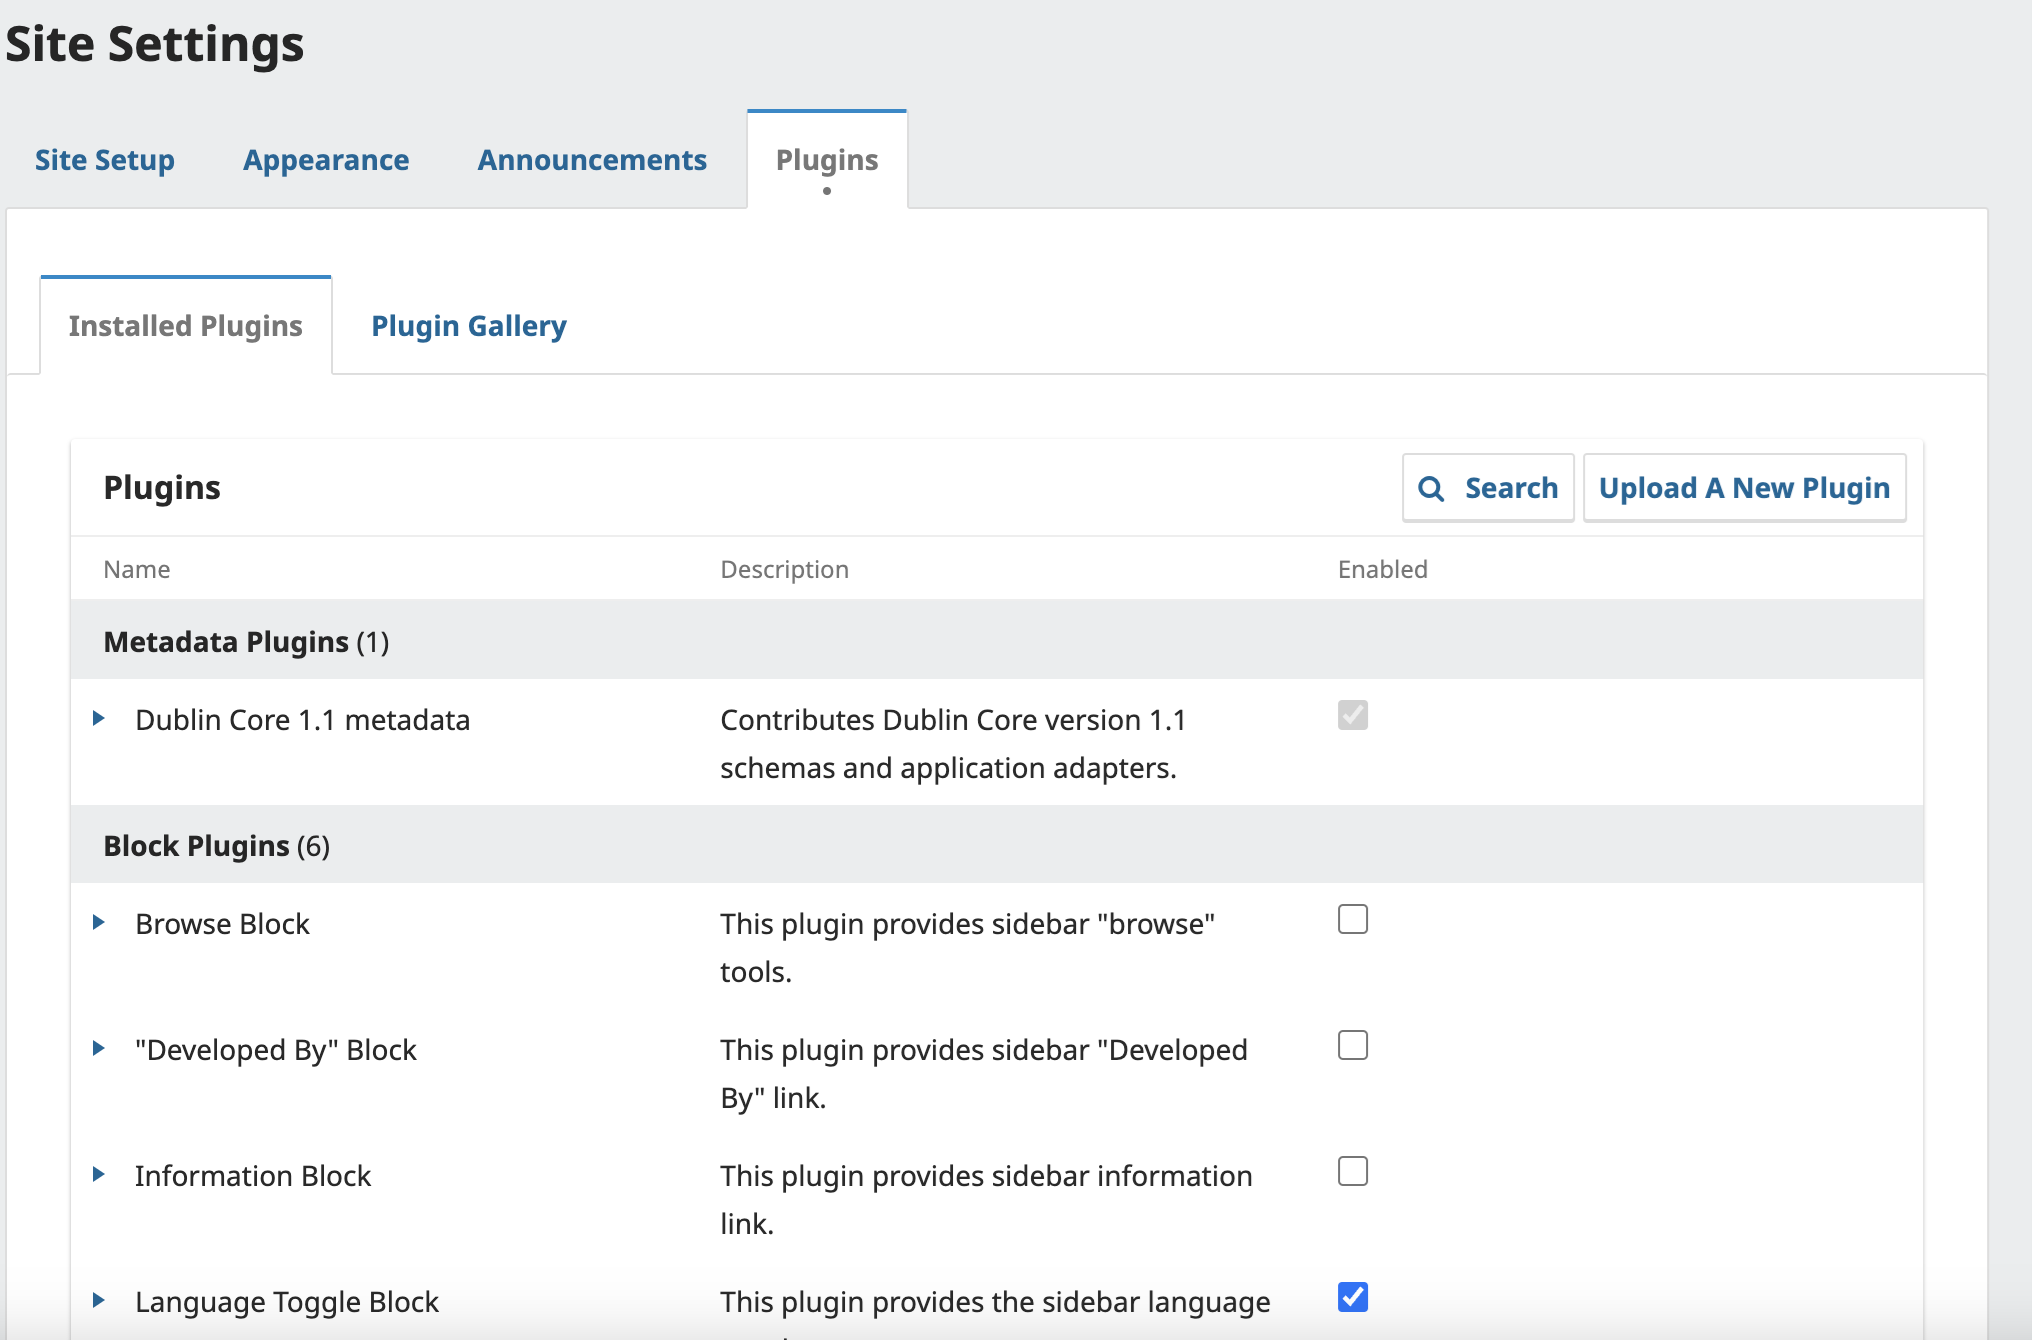 Site Settings
Site Setup
Appearance
Announcements
Plugins
Installed Plugins
Plugin Gallery
Plugins
Search
Upload A New Plugin
Name
Description
Enabled
Metadata Plugins (1)
Dublin Core 1.1 metadata
Contributes Dublin Core version 1.1
schemas and application adapters.
Block Plugins (6)
Browse Block
This plugin provides sidebar "browse"
tools.
"Developed By" Block
This plugin provides sidebar "Developed
By" link.
Information Block
This plugin provides sidebar information
link.
Language Toggle Block
This plugin provides the sidebar language